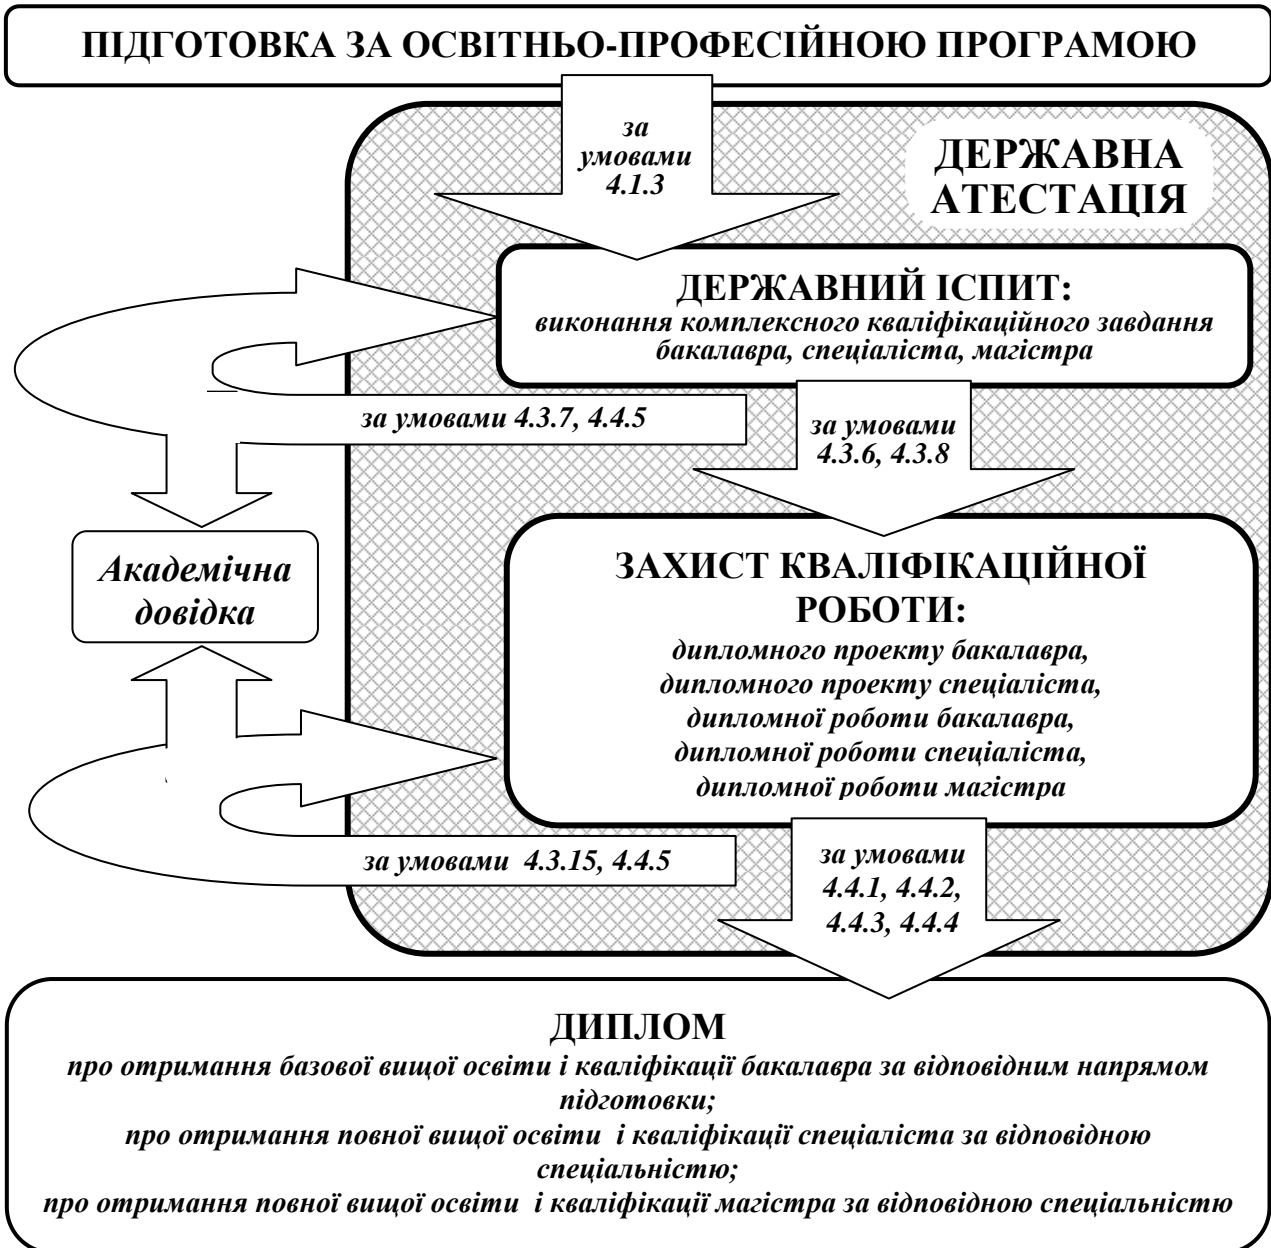 ПІДГОТОВКА ЗА ОСВІТНЬО-ПРОФЕСІЙНОЮ ПРОГРАМОЮ
за
умовами
4.1.3
ДЕРЖАВНА
АТЕСТАЦІЯ
ДЕРЖАВНИЙ ІСПИТ:
виконання комплексного кваліфікаційного завдання
бакалавра, спеціаліста, магістра
за умовами 4.3.7, 4.4.5
за умовами
4.3.6, 4.3.8
Академічна
довідка
ЗАХИСТ КВАЛІФІКАЦІЙНОЇ
РОБОТИ:
дипломного проекту бакалавра,
дипломного проекту спеціаліста,
дипломної роботи бакалавра,
дипломної роботи спеціаліста,
дипломної роботи магістра
за умовами 4.3.15, 4.4.5
за умовами
4.4.1, 4.4.2,
4.4.3, 4.4.4
ДИПЛОМ
про отримання базової вищої освіти і кваліфікації бакалавра за відповідним напрямом
підготовки;
про отримання повної вищої освіти і кваліфікації спеціаліста за відповідною
спеціальністю;
про отримання повної вищої освіти і кваліфікації магістра за відповідною спеціальністю